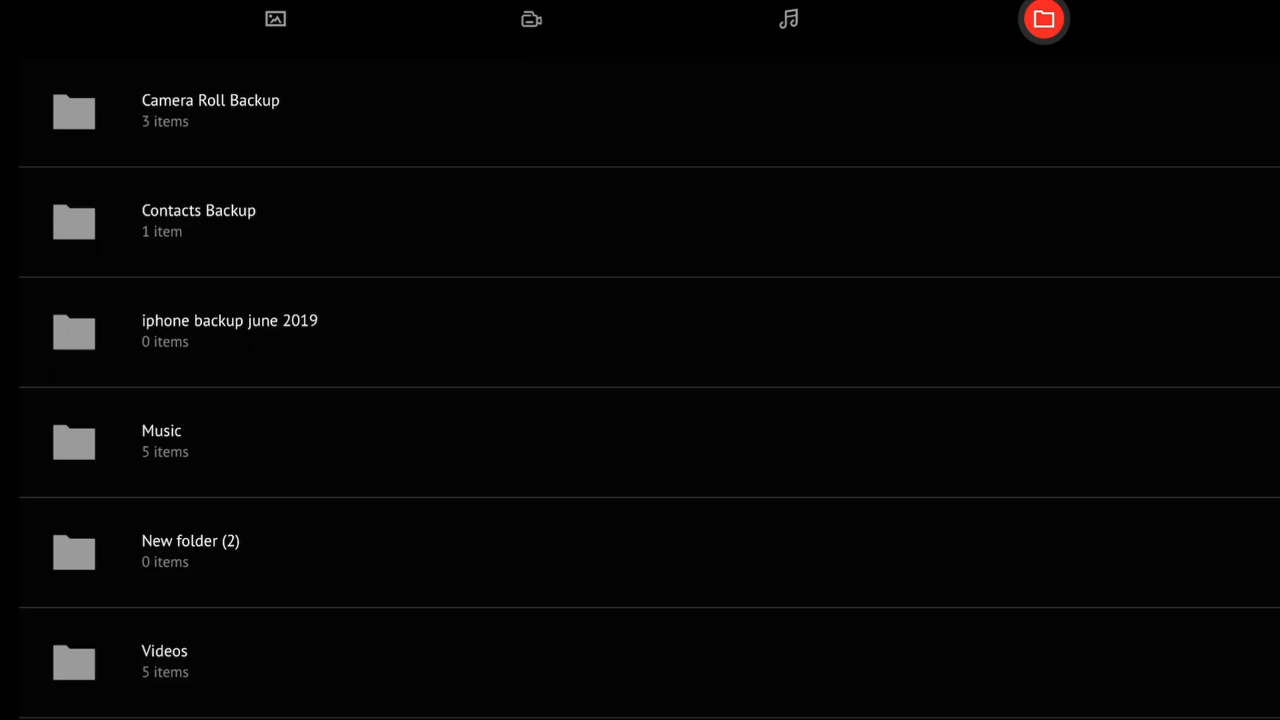 Camera Roll Backup
3 items
Contacts Backup
1 item
iphone backup june 2019
0 items
Music
5 items
New folder (2)
0 items
Videos
5 items